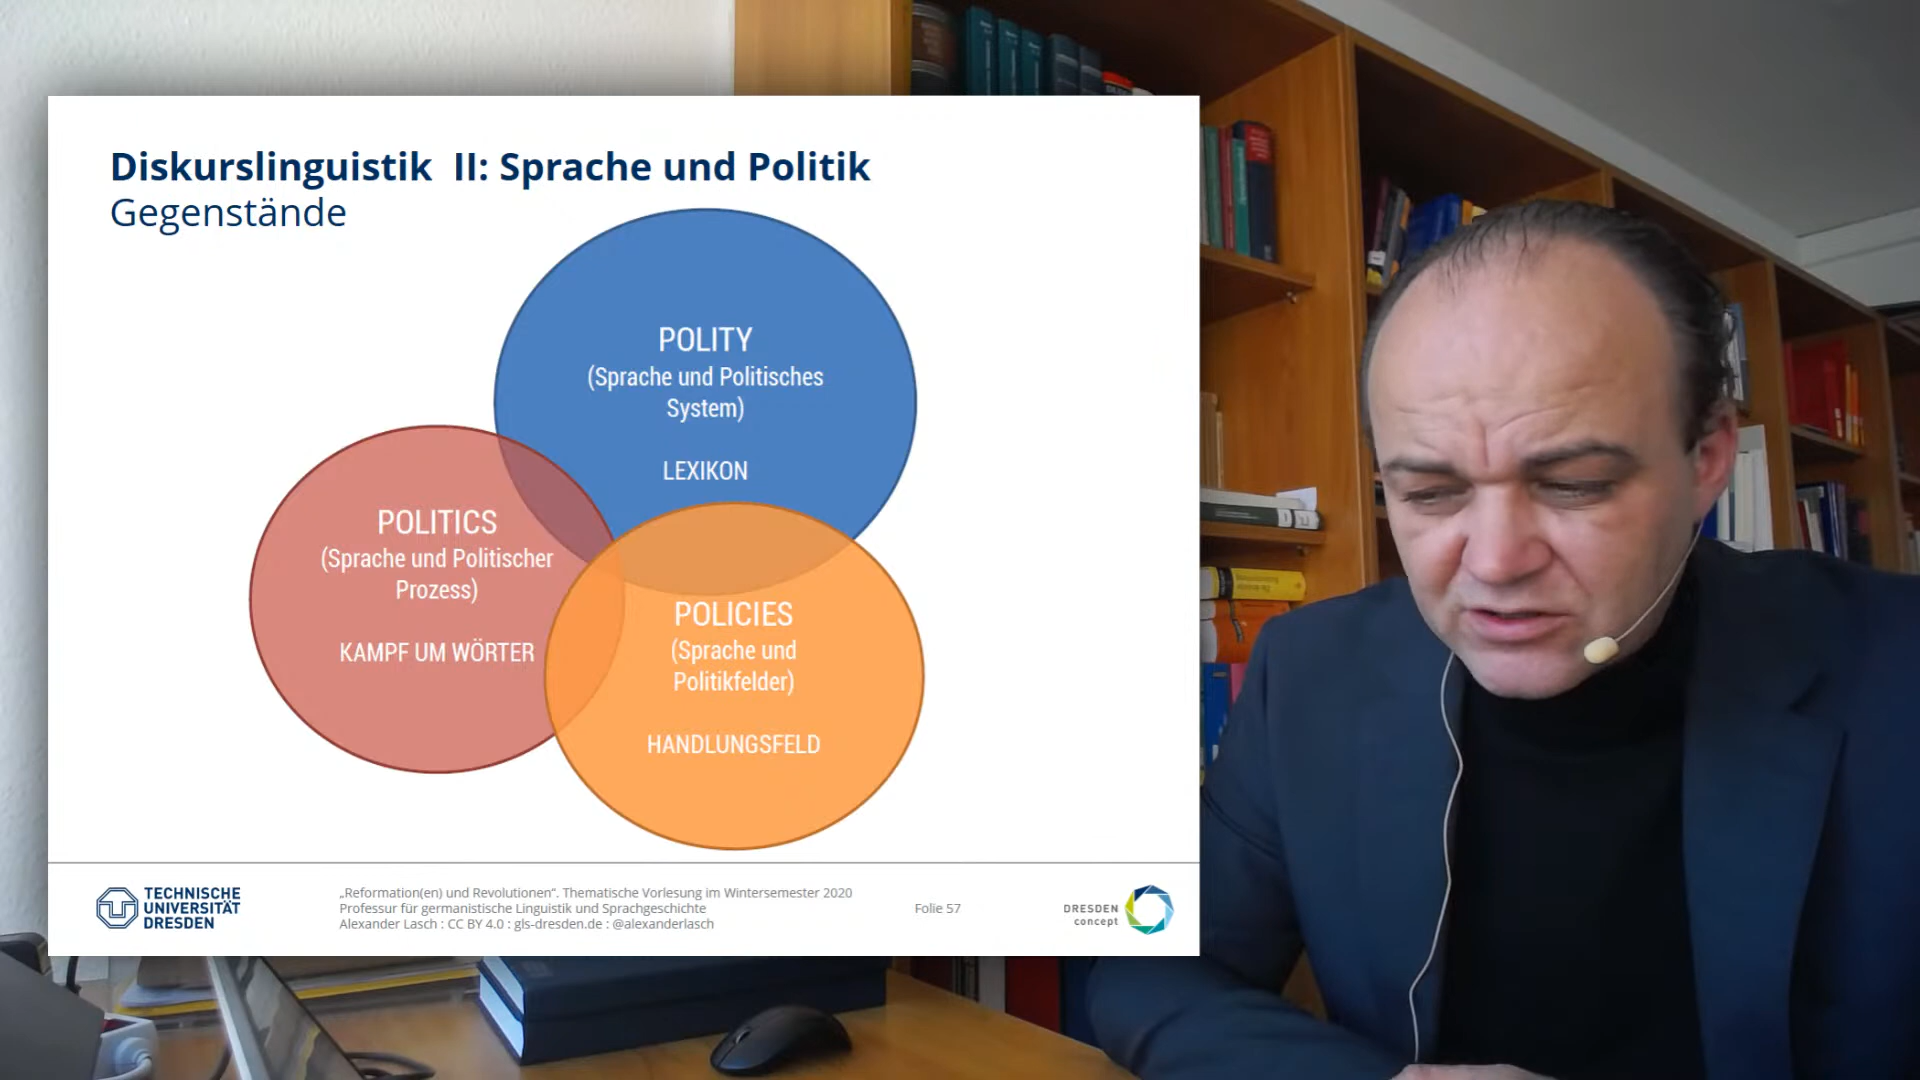 Diskurslinguistik II: Sprache und Politik
Gegenstände
POLITY
(Sprache und Politisches
System)
LEXIKON
POLITICS
(Sprache und Politischer
Prozess)
KAMPF UM WÖRTER
POLICIES
(Sprache und
Politikfelder)
HANDLUNGSFELD
TECHNISCHE
UNIVERSITÄT
DRESDEN
„Reformation(en) und Revolutionen“. Thematische Vorlesung im Wintersemester 2020
Professur für germanistische Linguistik und Sprachgeschichte
Alexander Lasch : CC BY 4.0 : gls-dresden.de : @alexanderlasch
Folie 57
DRESDEN
concept